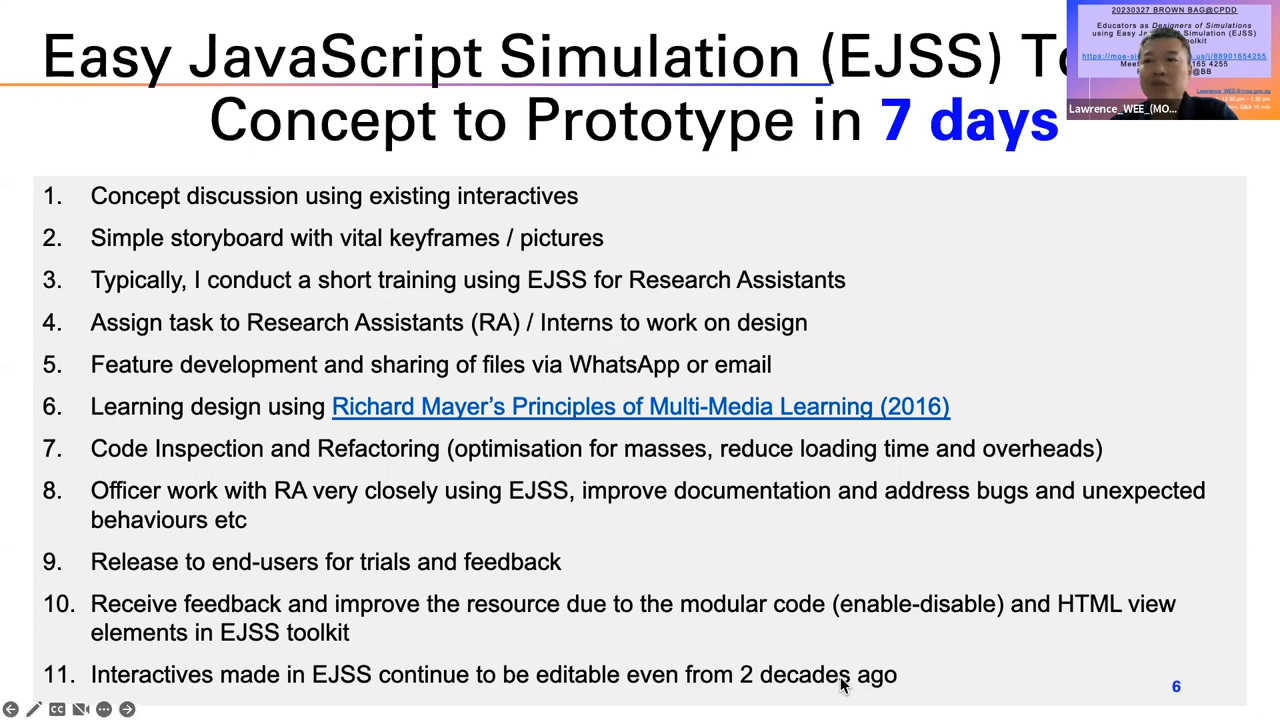 Easy JavaScript Simulation (EJSS)
Concept to Prototype in 7 days
20230327 BROWN BAG@CPDD
Educators as Designers of Simulations
Lawrence_WEE_(MO...
1. Concept discussion using existing interactives
2. Simple storyboard with vital keyframes / pictures
3. Typically, I conduct a short training using EJSS for Research Assistants
4. Assign task to Research Assistants (RA) / Interns to work on design
5. Feature development and sharing of files via WhatsApp or email
6. Learning design using Richard Mayer’s Principles of Multi-Media Learning (2016)
7. Code Inspection and Refactoring (optimisation for masses, reduce loading time and overheads)
8. Officer work with RA very closely using EJSS, improve documentation and address bugs and unexpected
behaviours etc
9. Release to end-users for trials and feedback
10. Receive feedback and improve the resource due to the modular code (enable-disable) and HTML view
elements in EJSS toolkit
11. Interactives made in EJSS continue to be editable even from 2 decades ago
6